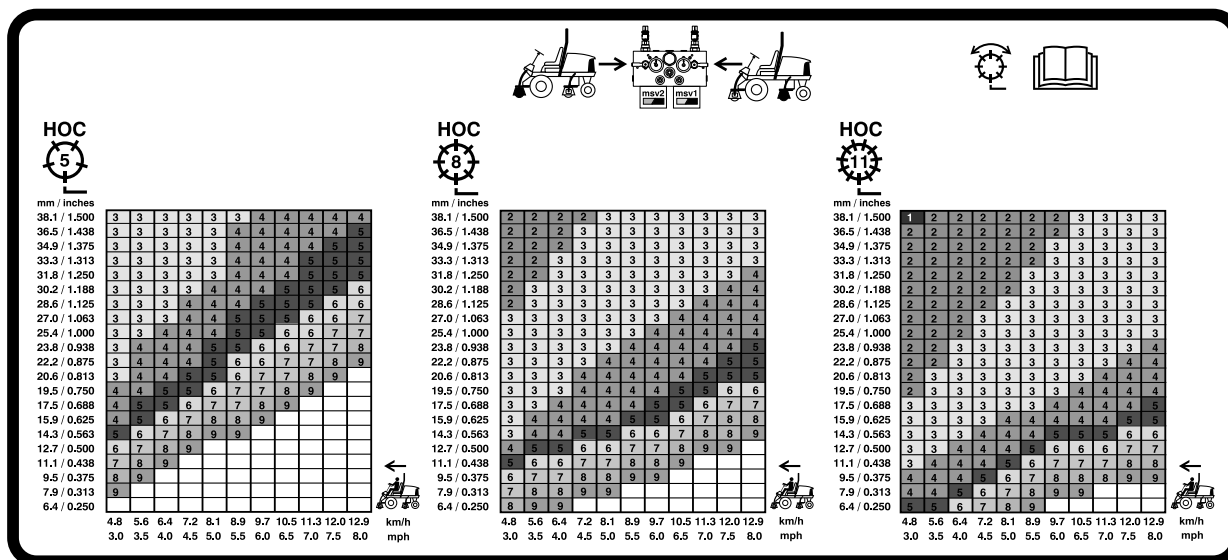 msv2 msv1
HOC
5
mm / inches
38.1 / 1.500 3 3 3 3 3 3 4 4 4 4 4
36.5 / 1.438 3 3 3 3 3 4 4 4 4 4 5
34.9 / 1.375 3 3 3 3 3 4 4 4 4 5 5
33.3 / 1.313 3 3 3 3 3 4 4 4 5 5 5
31.8 / 1.250 3 3 3 3 4 4 4 4 5 5 5
30.2 / 1.188 3 3 3 3 4 4 4 5 5 5 6
28.6 / 1.125 3 3 3 4 4 4 5 5 5 6 6
27.0 / 1.063 3 3 3 4 4 5 5 5 6 6 7
25.4 / 1.000 3 3 4 4 4 5 5 6 6 7 7
23.8 / 0.938 3 4 4 4 5 5 6 6 7 7 8
22.2 / 0.875 3 4 4 4 5 6 6 7 7 8 9
20.6 / 0.813 3 4 4 5 5 6 7 7 8 9
19.5 / 0.750 4 4 5 5 6 7 7 8 9
17.5 / 0.688 4 5 5 6 7 7 8 9
15.9 / 0.625 4 5 6 7 7 8 9
14.3 / 0.563 5 6 7 8 9 9
12.7 / 0.500 6 7 8 9
11.1 / 0.438 7 8 9
9.5 / 0.375 8 9
7.9 / 0.313 9
6.4 / 0.250
4.8 5.6 6.4 7.2 8.1 8.9 9.7 10.5 11.3 12.0 12.9 km/h
3.0 3.5 4.0 4.5 5.0 5.5 6.0 6.5 7.0 7.5 8.0 mph
HOC
8
mm / inches
38.1 / 1.500 2 2 2 2 3 3 3 3 3 3 3
36.5 / 1.438 2 2 2 3 3 3 3 3 3 3 3
34.9 / 1.375 2 2 2 3 3 3 3 3 3 3 3
33.3 / 1.313 2 2 3 3 3 3 3 3 3 3 3
31.8 / 1.250 2 2 3 3 3 3 3 3 3 3 4
30.2 / 1.188 2 3 3 3 3 3 3 3 3 4 4
28.6 / 1.125 2 3 3 3 3 3 3 3 4 4 4
27.0 / 1.063 3 3 3 3 3 3 3 4 4 4 4
25.4 / 1.000 3 3 3 3 3 3 4 4 4 4 4
23.8 / 0.938 3 3 3 3 3 4 4 4 4 4 5
22.2 / 0.875 3 3 3 3 4 4 4 4 4 5 5
20.6 / 0.813 3 3 3 4 4 4 4 4 5 5 5
19.5 / 0.750 3 3 3 4 4 4 4 5 5 6 6
17.5 / 0.688 3 3 4 4 4 4 5 5 6 7 7
15.9 / 0.625 3 4 4 4 4 5 5 6 7 8 8
14.3 / 0.563 3 4 4 5 5 6 6 7 8 8 9
12.7 / 0.500 4 5 5 6 6 7 8 8 9 9
11.1 / 0.438 5 6 6 7 7 8 8 9
9.5 / 0.375 6 7 8 8 8 9 9
7.9 / 0.313 7 8 8 9 9
6.4 / 0.250 8 9 9
4.8 5.6 6.4 7.2 8.1 8.9 9.7 10.5 11.3 12.0 12.9 km/h
3.0 3.5 4.0 4.5 5.0 5.5 6.0 6.5 7.0 7.5 8.0 mph
HOC
11
mm / inches
38.1 / 1.500 1 2 2 2 2 2 2 3 3 3 3
36.5 / 1.438 2 2 2 2 2 2 2 3 3 3 3
34.9 / 1.375 2 2 2 2 2 2 3 3 3 3 3
33.3 / 1.313 2 2 2 2 2 2 3 3 3 3 3
31.8 / 1.250 2 2 2 2 2 3 3 3 3 3 3
30.2 / 1.188 2 2 2 2 2 3 3 3 3 3 3
28.6 / 1.125 2 2 2 2 3 3 3 3 3 3 3
27.0 / 1.063 2 2 2 3 3 3 3 3 3 3 3
25.4 / 1.000 2 2 2 3 3 3 3 3 3 3 3
23.8 / 0.938 2 2 3 3 3 3 3 3 3 3 4
22.2 / 0.875 2 2 3 3 3 3 3 3 3 4 4
20.6 / 0.813 2 3 3 3 3 3 3 3 4 4 4
19.5 / 0.750 2 3 3 3 3 3 3 4 4 4 4
17.5 / 0.688 3 3 3 3 3 3 4 4 4 4 5
15.9 / 0.625 3 3 3 3 4 4 4 4 4 5 5
14.3 / 0.563 3 3 4 4 4 4 5 5 5 6 6
12.7 / 0.500 3 3 4 4 4 5 6 6 6 7 7
11.1 / 0.438 3 4 4 4 5 6 6 7 7 8 8
9.5 / 0.375 4 4 4 5 6 7 8 8 8 9 9
7.9 / 0.313 4 4 5 6 7 8 9 9
6.4 / 0.250 5 5 6 7 8 9
4.8 5.6 6.4 7.2 8.1 8.9 9.7 10.5 11.3 12.0 12.9 km/h
3.0 3.5 4.0 4.5 5.0 5.5 6.0 6.5 7.0 7.5 8.0 mph